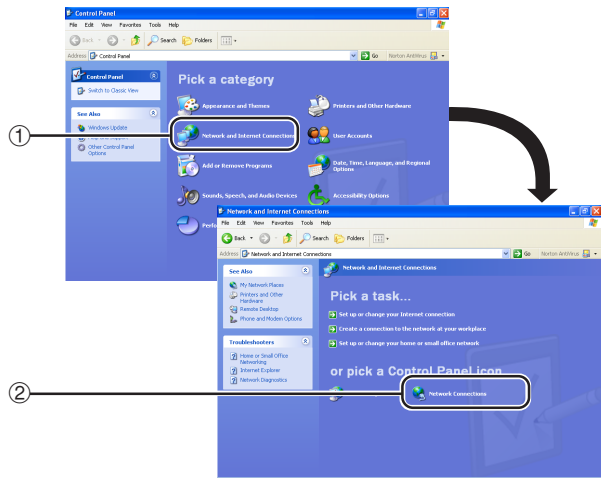 Control Panel
File Edit View Favorites Tools Help
Back Search Folders
Address Control Panel Go Norton AntiVirus
Control Panel
Switch to Classic View
See Also
Windows Update
Other Control Panel
Options
Pick a category
Appearance and Themes
Printers and Other Hardware
Network and Internet Connections
User Accounts
Add or Remove Programs
Date, Time, Language, and Regional
Options
Sounds, Speech, and Audio Devices
Accessibility Options
①
Network and Internet Connections
File Edit View Favorites Tools Help
Back Search Folders
Address Network and Internet Connections Go Norton AntiVirus
See Also
My Network Places
Printers and Other
Hardware
Remote Desktop
Phone and Modem Options
Troubleshooters
Home or Small Office
Networking
Internet Explorer
Network Diagnostics
Network and Internet Connections
Pick a task...
Set up or change your Internet connection
Create a connection to the network at your workplace
Set up or change your home or small office network
or pick a Control Panel icon
Network Connections
②